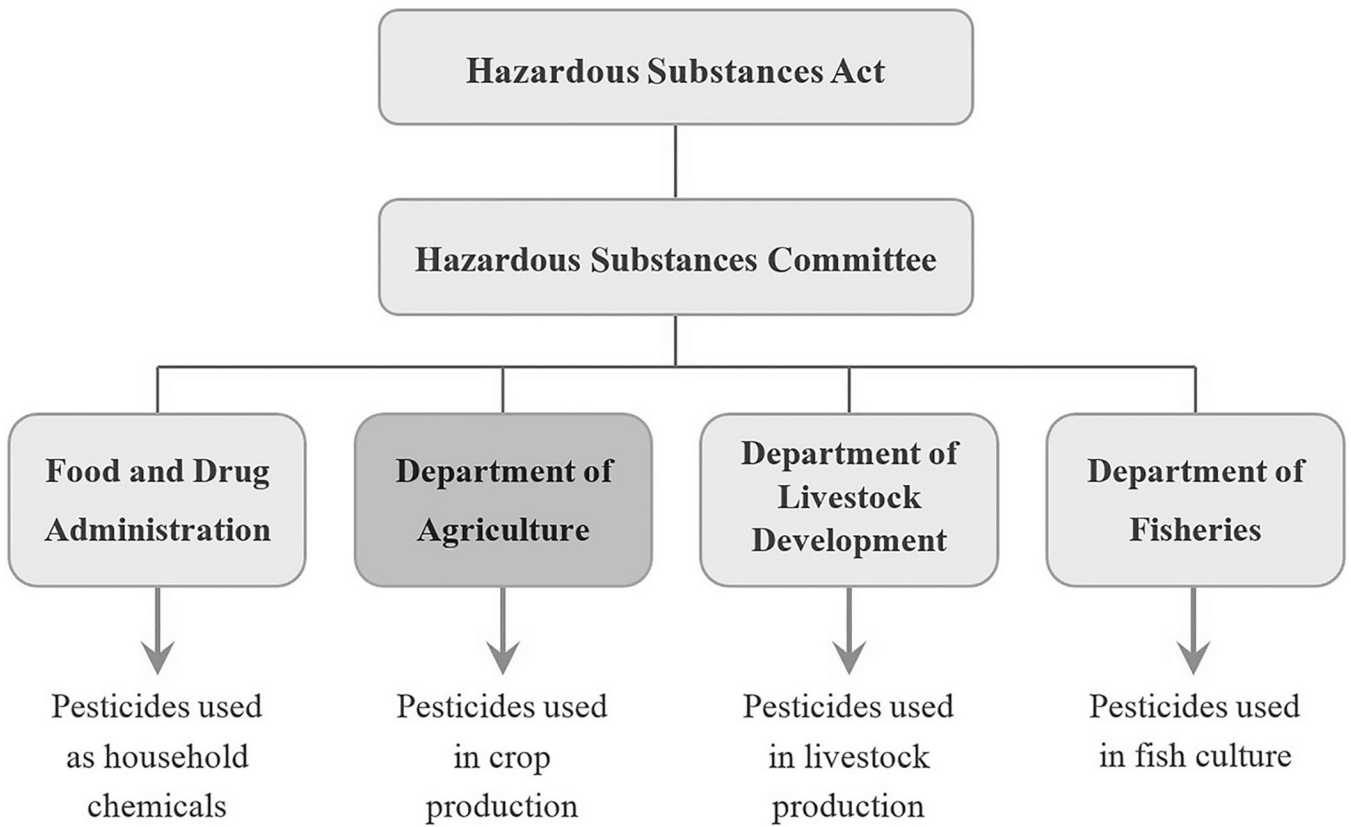 Hazardous Substances Act
Hazardous Substances Committee
Food and Drug
Administration
Department of
Agriculture
Department of
Livestock
Development
Department of
Fisheries
Pesticides used
as household
chemicals
Pesticides used
in crop
production
Pesticides used
in livestock
production
Pesticides used
in fish culture